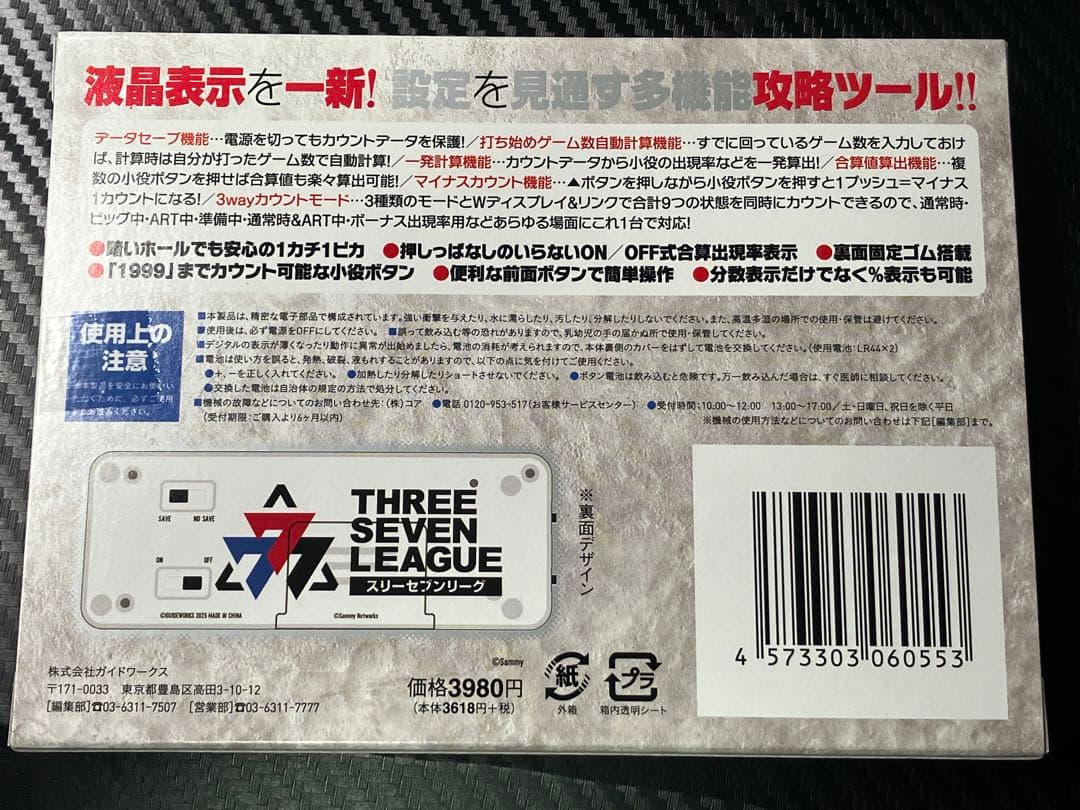 液晶表示を一新! 設定を見通す多機能攻略ツール!!
データセーブ機能…電源を切ってもカウントデータを保護!/打ち始めゲーム数自動計算機能…すでに回っているゲーム数を入力しておけ
ば、計算時は自分が打ったゲーム数で自動計算!/一発計算機能…カウントデータから小役の出現率などを一発算出!/合算値算出機能…複
数の小役ボタンを押せば合算値も楽々算出可能!/マイナスカウント機能…▲ボタンを押しながら小役ボタンを押すと1プッシュ=マイナス
1カウントになる!/3wayカウントモード…3種類のモードとWディスプレイ&リンクで合計9つの状態を同時にカウントできるので、通常時・
ビッグ中・ART中・準備中・通常時&ART中・ボーナス出現率用などあらゆる場面にこれ1台で対応!
●暗いホールでも安心の1カチ1ピカ ●押しっぱなしのいらないON/OFF式合算出現率表示 ●裏面固定ゴム搭載
●「1999」までカウント可能な小役ボタン ●便利な前面ボタンで簡単操作 ●分数表示だけでなく%表示も可能
使用上の
注意
※本製品を安全にお使いい
ただくために、必ずご使用
前にお読みください。
■本製品は、精密な電子部品で構成されています。強い衝撃を与えたり、水に濡らしたり、汚したり、分解したりしないでください。また、高温多湿の場所での使用・保管は避けてください。
■使用後は、必ず電源をOFFにしてください。 ■誤って飲み込む等の恐れがありますので、乳幼児の手の届かぬ所で使用・保管してください。
■デジタルの表示が薄くなったり動作に異常が出始めましたら、電池の消耗が考えられますので、本体裏側のカバーをはずして電池を交換してください。(使用電池:LR44×2)
■電池は使い方を誤ると、発熱、破裂、液もれすることがありますので、以下の点に気を付けてご使用ください。
●+、-を正しく入れてください。 ●加熱したり分解したりショートさせないでください。 ●ボタン電池は飲み込むと危険です。万一飲み込んだ場合は、すぐ医師に相談してください。
●交換した電池は自治体の規定の方法で処分してください。
■機械の故障などについてのお問い合わせ先:(株)コア ●電話 0120-953-517(お客様サービスセンター) ●受付時間:10:00~12:00 13:00~17:00/土・日曜日、祝日を除く平日
(受付期限:ご購入より6ヶ月以内)
※機械の使用方法などについてのお問い合わせは下記[編集部]まで。
SAVE NO SAVE
ON OFF
777
THREE
SEVEN
LEAGUE
スリーセブンリーグ
©GUIDEWORKS 2025 MADE IN CHINA
©Sammy Networks
※裏面デザイン
株式会社ガイドワークス
〒171-0033 東京都豊島区高田3-10-12
[編集部]☎03-6311-7507 [営業部]☎03-6311-7777
©Sammy
価格3980円
(本体3618円+税)
紙
外箱
プラ
箱内透明シート
4 573303 060553